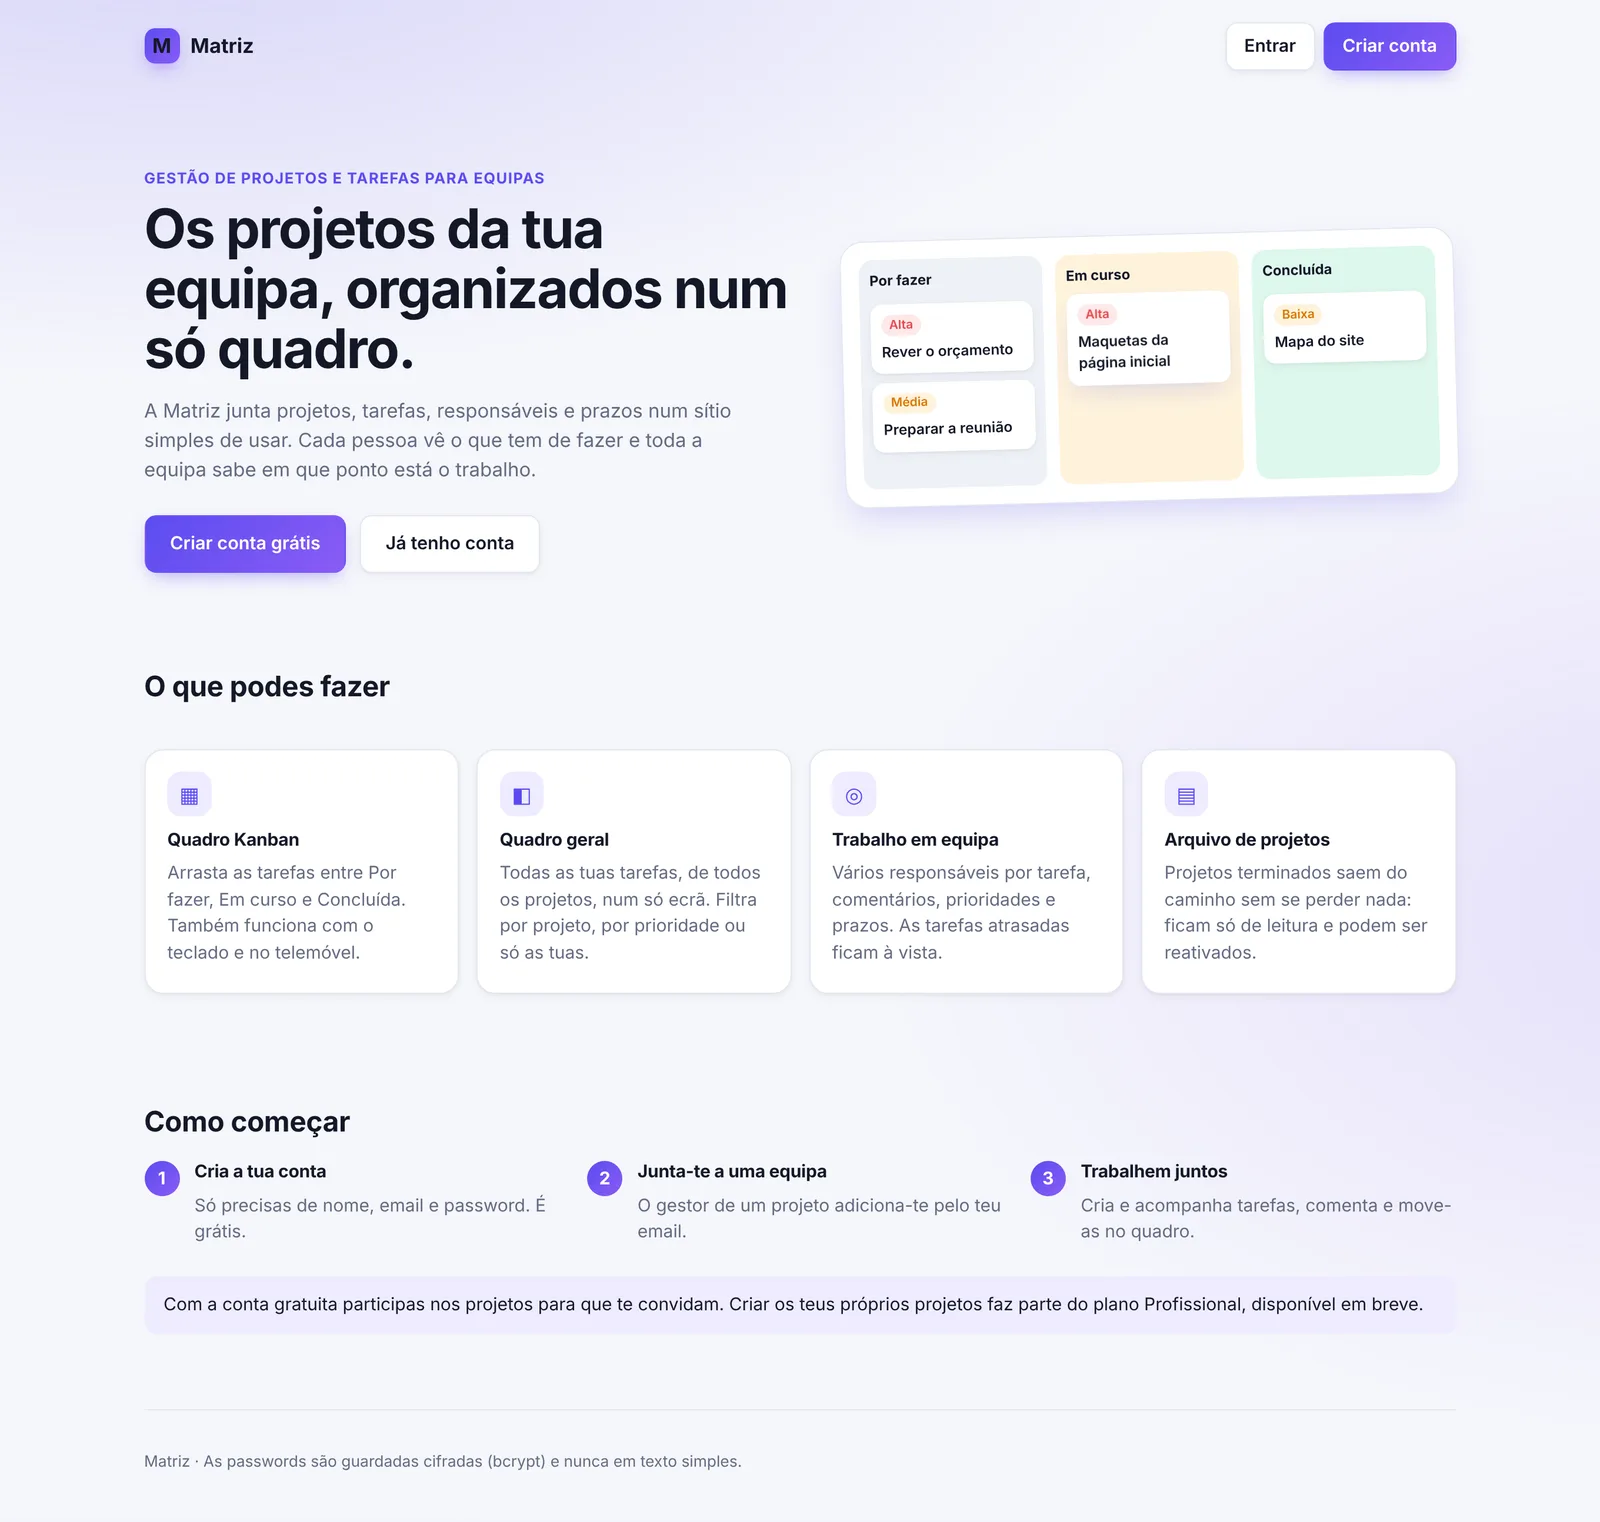 M Matriz
Entrar
Criar conta
GESTÃO DE PROJETOS E TAREFAS PARA EQUIPAS
Os projetos da tua
equipa, organizados num
só quadro.
A Matriz junta projetos, tarefas, responsáveis e prazos num sítio
simples de usar. Cada pessoa vê o que tem de fazer e toda a
equipa sabe em que ponto está o trabalho.
Criar conta grátis
Já tenho conta
Por fazer
Alta
Rever o orçamento
Média
Preparar a reunião
Em curso
Alta
Maquetas da
página inicial
Concluída
Baixa
Mapa do site
O que podes fazer
Quadro Kanban
Arrasta as tarefas entre Por
fazer, Em curso e Concluída.
Também funciona com o
teclado e no telemóvel.
Quadro geral
Todas as tuas tarefas, de todos
os projetos, num só ecrã. Filtra
por projeto, por prioridade ou
só as tuas.
Trabalho em equipa
Vários responsáveis por tarefa,
comentários, prioridades e
prazos. As tarefas atrasadas
ficam à vista.
Arquivo de projetos
Projetos terminados saem do
caminho sem se perder nada:
ficam só de leitura e podem ser
reativados.
Como começar
1 Cria a tua conta
Só precisas de nome, email e password. É
grátis.
2 Junta-te a uma equipa
O gestor de um projeto adiciona-te pelo teu
email.
3 Trabalhem juntos
Cria e acompanha tarefas, comenta e move-
as no quadro.
Com a conta gratuita participas nos projetos para que te convidam. Criar os teus próprios projetos faz parte do plano Profissional, disponível em breve.
Matriz · As passwords são guardadas cifradas (bcrypt) e nunca em texto simples.